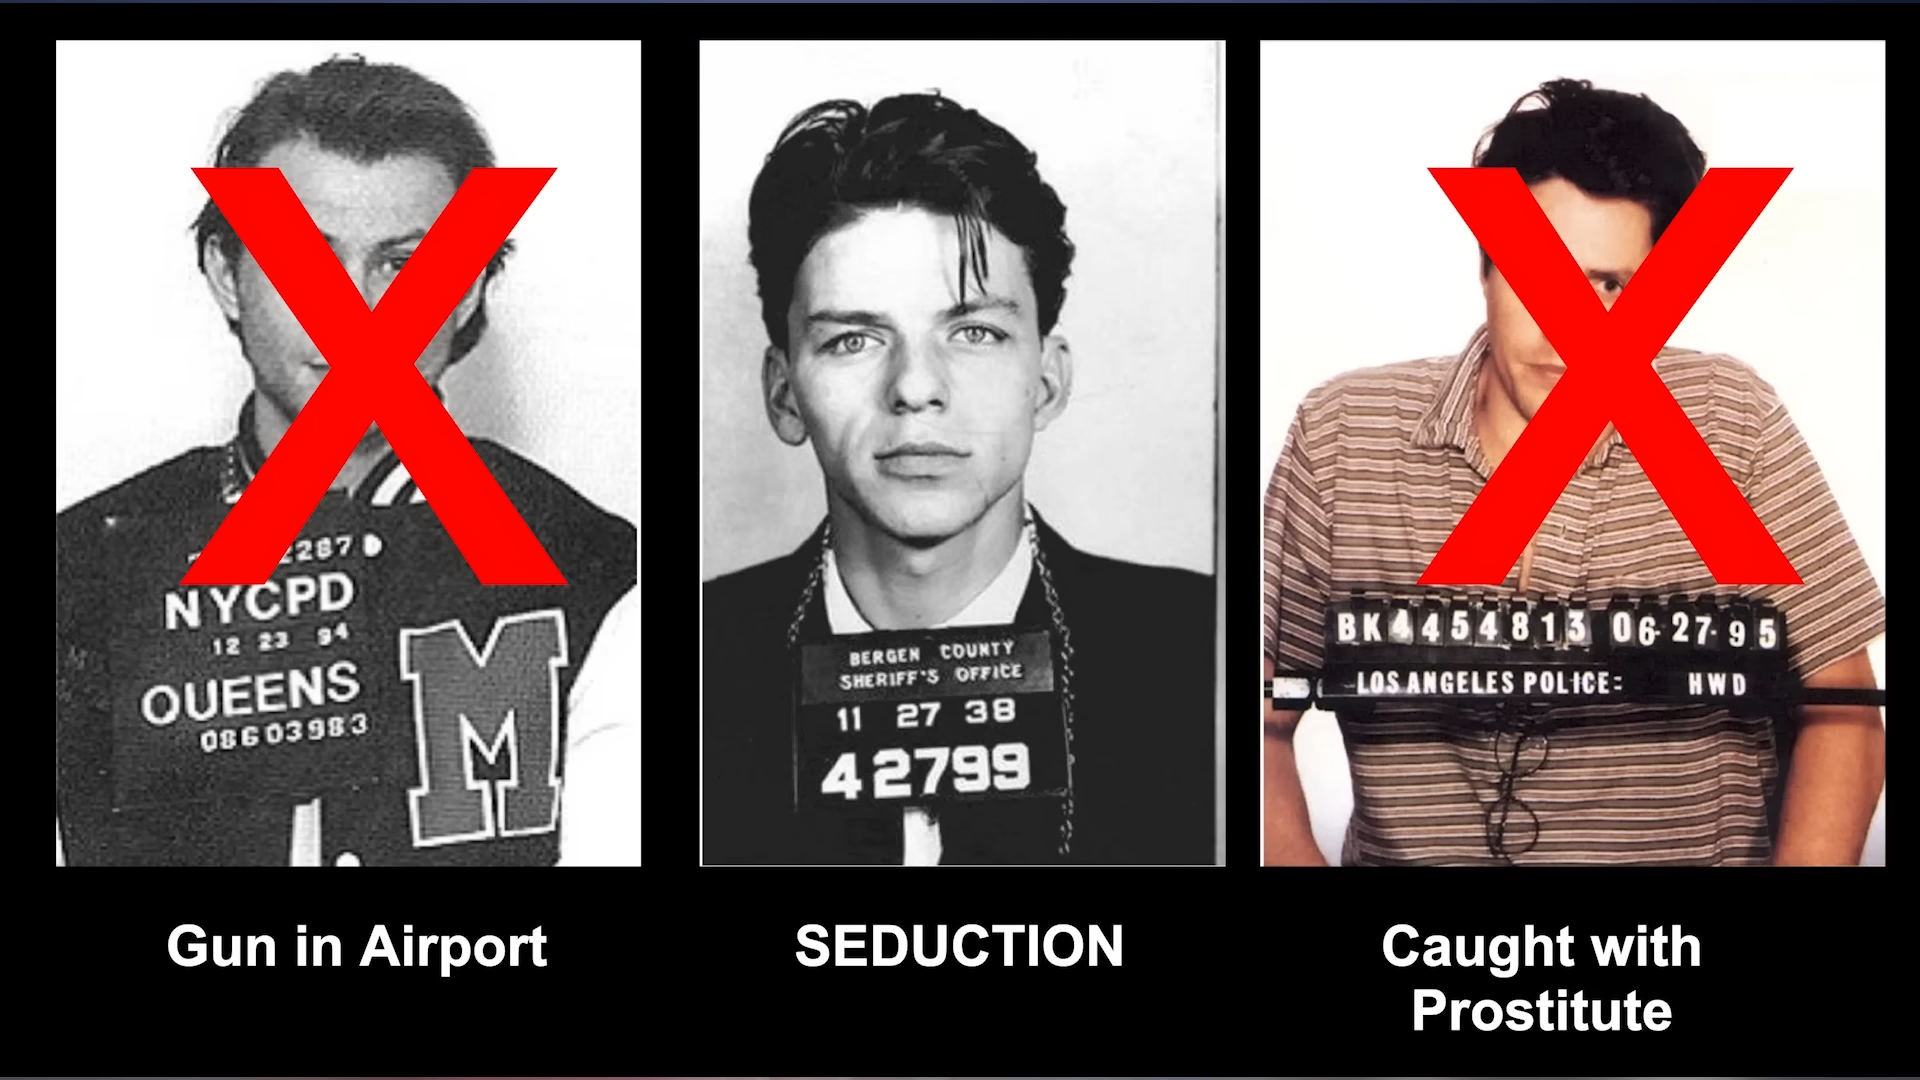 2287
NYCPD
12 23 94
QUEENS
08603983
M
BERGEN COUNTY
SHERIFF'S OFFICE
11 27 38
42799
BK4454813 06-27-95
LOS ANGELES POLICE: HWD
Gun in Airport
SEDUCTION
Caught with
Prostitute